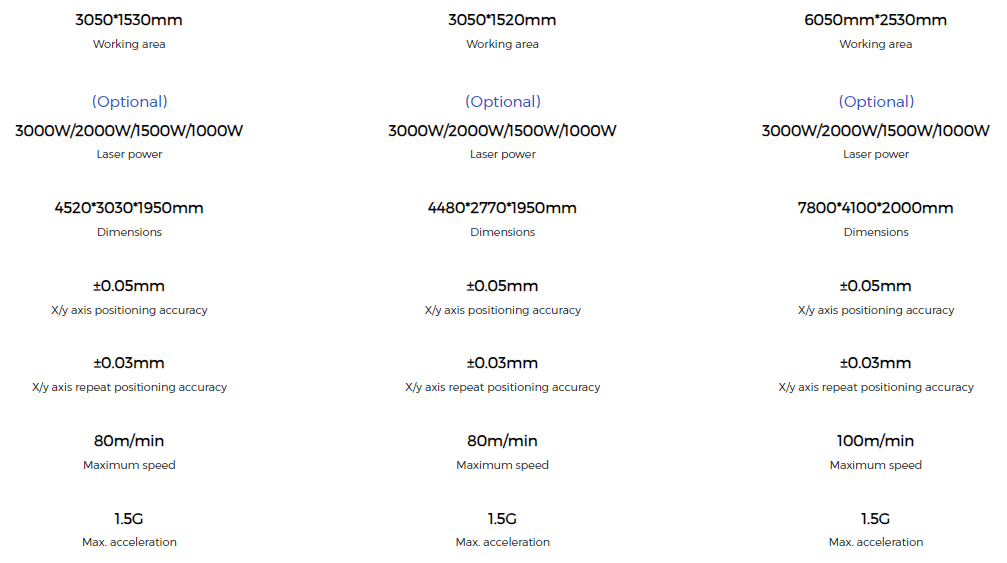 3050*1530mm 3050*1520mm 6050mm*2530mm
Working area Working area Working area
(Optional) (Optional) (Optional)
3000W/2000W/1500W/1000W 3000W/2000W/1500W/1000W 3000W/2000W/1500W/1000W
Laser power Laser power Laser power
4520*3030*1950mm 4480*2770*1950mm 7800*4100*2000mm
Dimensions Dimensions Dimensions
±0.05mm ±0.05mm ±0.05mm
X/y axis positioning accuracy X/y axis positioning accuracy X/y axis positioning accuracy
±0.03mm ±0.03mm ±0.03mm
X/y axis repeat positioning accuracy X/y axis repeat positioning accuracy X/y axis repeat positioning accuracy
80m/min 80m/min 100m/min
Maximum speed Maximum speed Maximum speed
1.5G 1.5G 1.5G
Max. acceleration Max. acceleration Max. acceleration